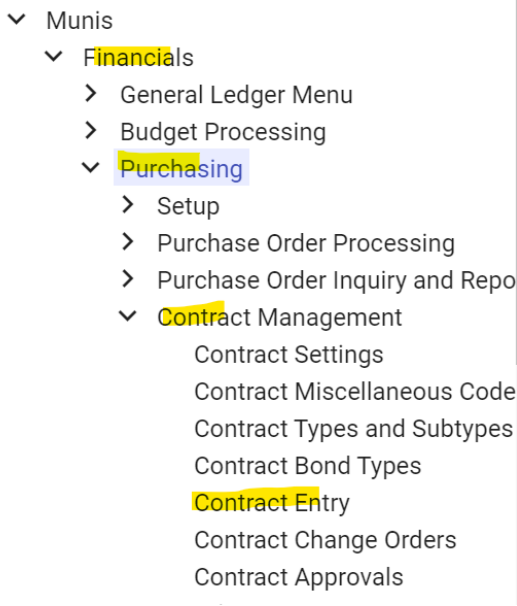 Munis
Financials
General Ledger Menu
Budget Processing
Purchasing
Setup
Purchase Order Processing
Purchase Order Inquiry and Repo
Contract Management
Contract Settings
Contract Miscellaneous Code
Contract Types and Subtypes
Contract Bond Types
Contract Entry
Contract Change Orders
Contract Approvals